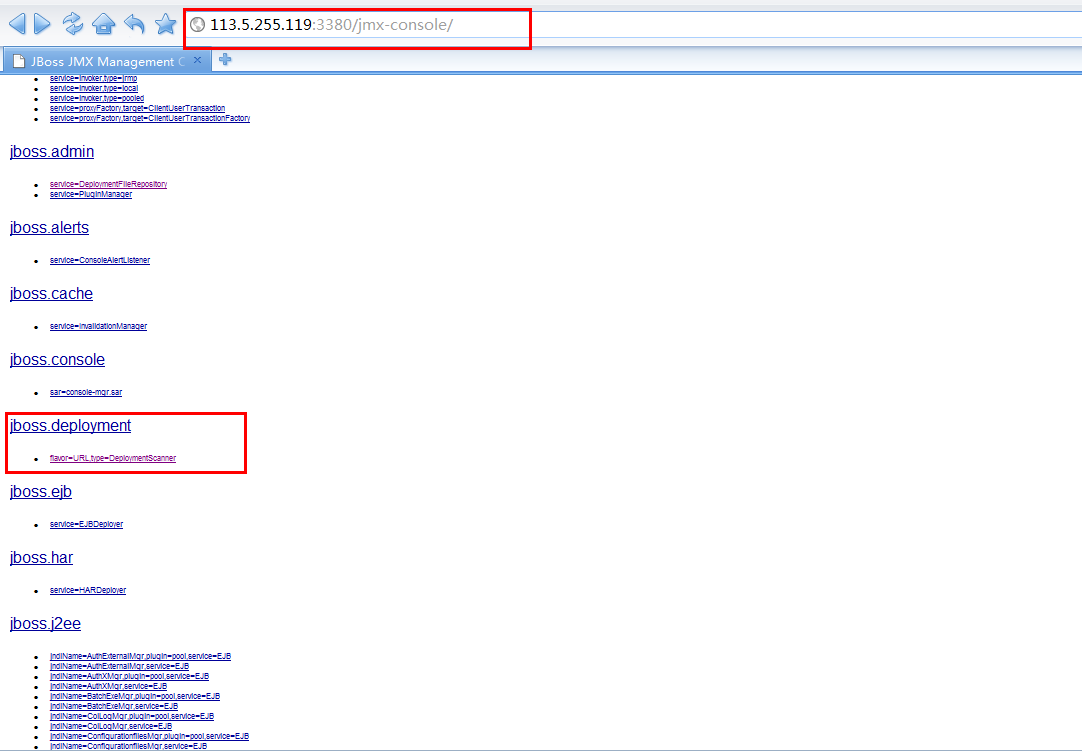 113.5.255.119:3380/jmx-console/
JBoss JMX Management C
service=invoker,type=jrmp
service=invoker,type=local
service=invoker,type=pooled
service=proxyFactory,target=ClientUserTransaction
service=proxyFactory,target=ClientUserTransactionFactory
jboss.admin
service=DeploymentFileRepository
service=PluginManager
jboss.alerts
service=ConsoleAlertListener
jboss.cache
service=InvalidationManager
jboss.console
sar=console-mgr.sar
jboss.deployment
flavor=URL,type=DeploymentScanner
jboss.ejb
service=EJBDeployer
jboss.har
service=HARDeployer
jboss.j2ee
jndiName=AuthExternalMgr,plugin=pool,service=EJB
jndiName=AuthExternalMgr,service=EJB
jndiName=AuthXMgr,plugin=pool,service=EJB
jndiName=AuthXMgr,service=EJB
jndiName=BatchExeMgr,plugin=pool,service=EJB
jndiName=BatchExeMgr,service=EJB
jndiName=ColLogMgr,plugin=pool,service=EJB
jndiName=ColLogMgr,service=EJB
jndiName=ConfigurationfilesMgr,plugin=pool,service=EJB
jndiName=ConfigurationfilesMgr,service=EJB